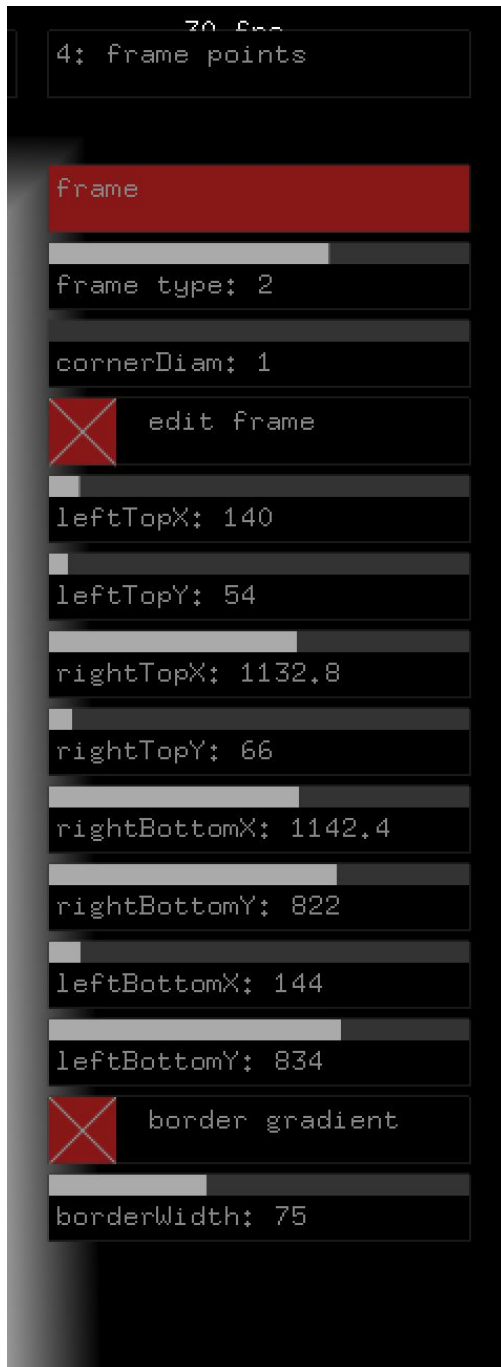 4: frame points
frame
frame type: 2
cornerDiam: 1
edit frame
leftTopX: 140
leftTopY: 54
rightTopX: 1132.8
rightTopY: 66
rightBottomX: 1142.4
rightBottomY: 822
leftBottomX: 144
leftBottomY: 834
border gradient
borderWidth: 75